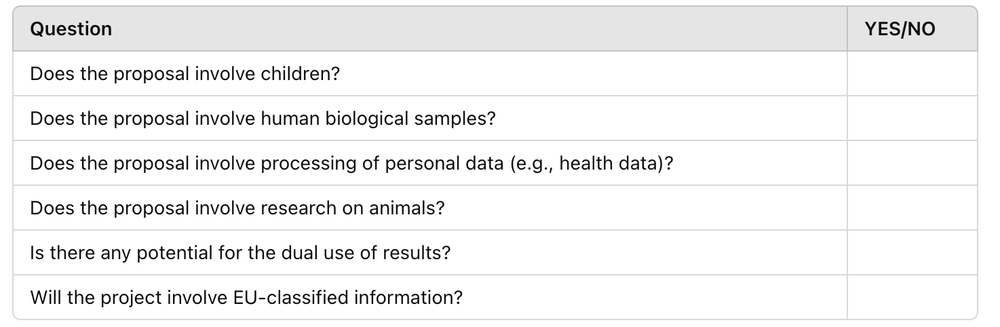 Question YES/NO
Does the proposal involve children?
Does the proposal involve human biological samples?
Does the proposal involve processing of personal data (e.g., health data)?
Does the proposal involve research on animals?
Is there any potential for the dual use of results?
Will the project involve EU-classified information?